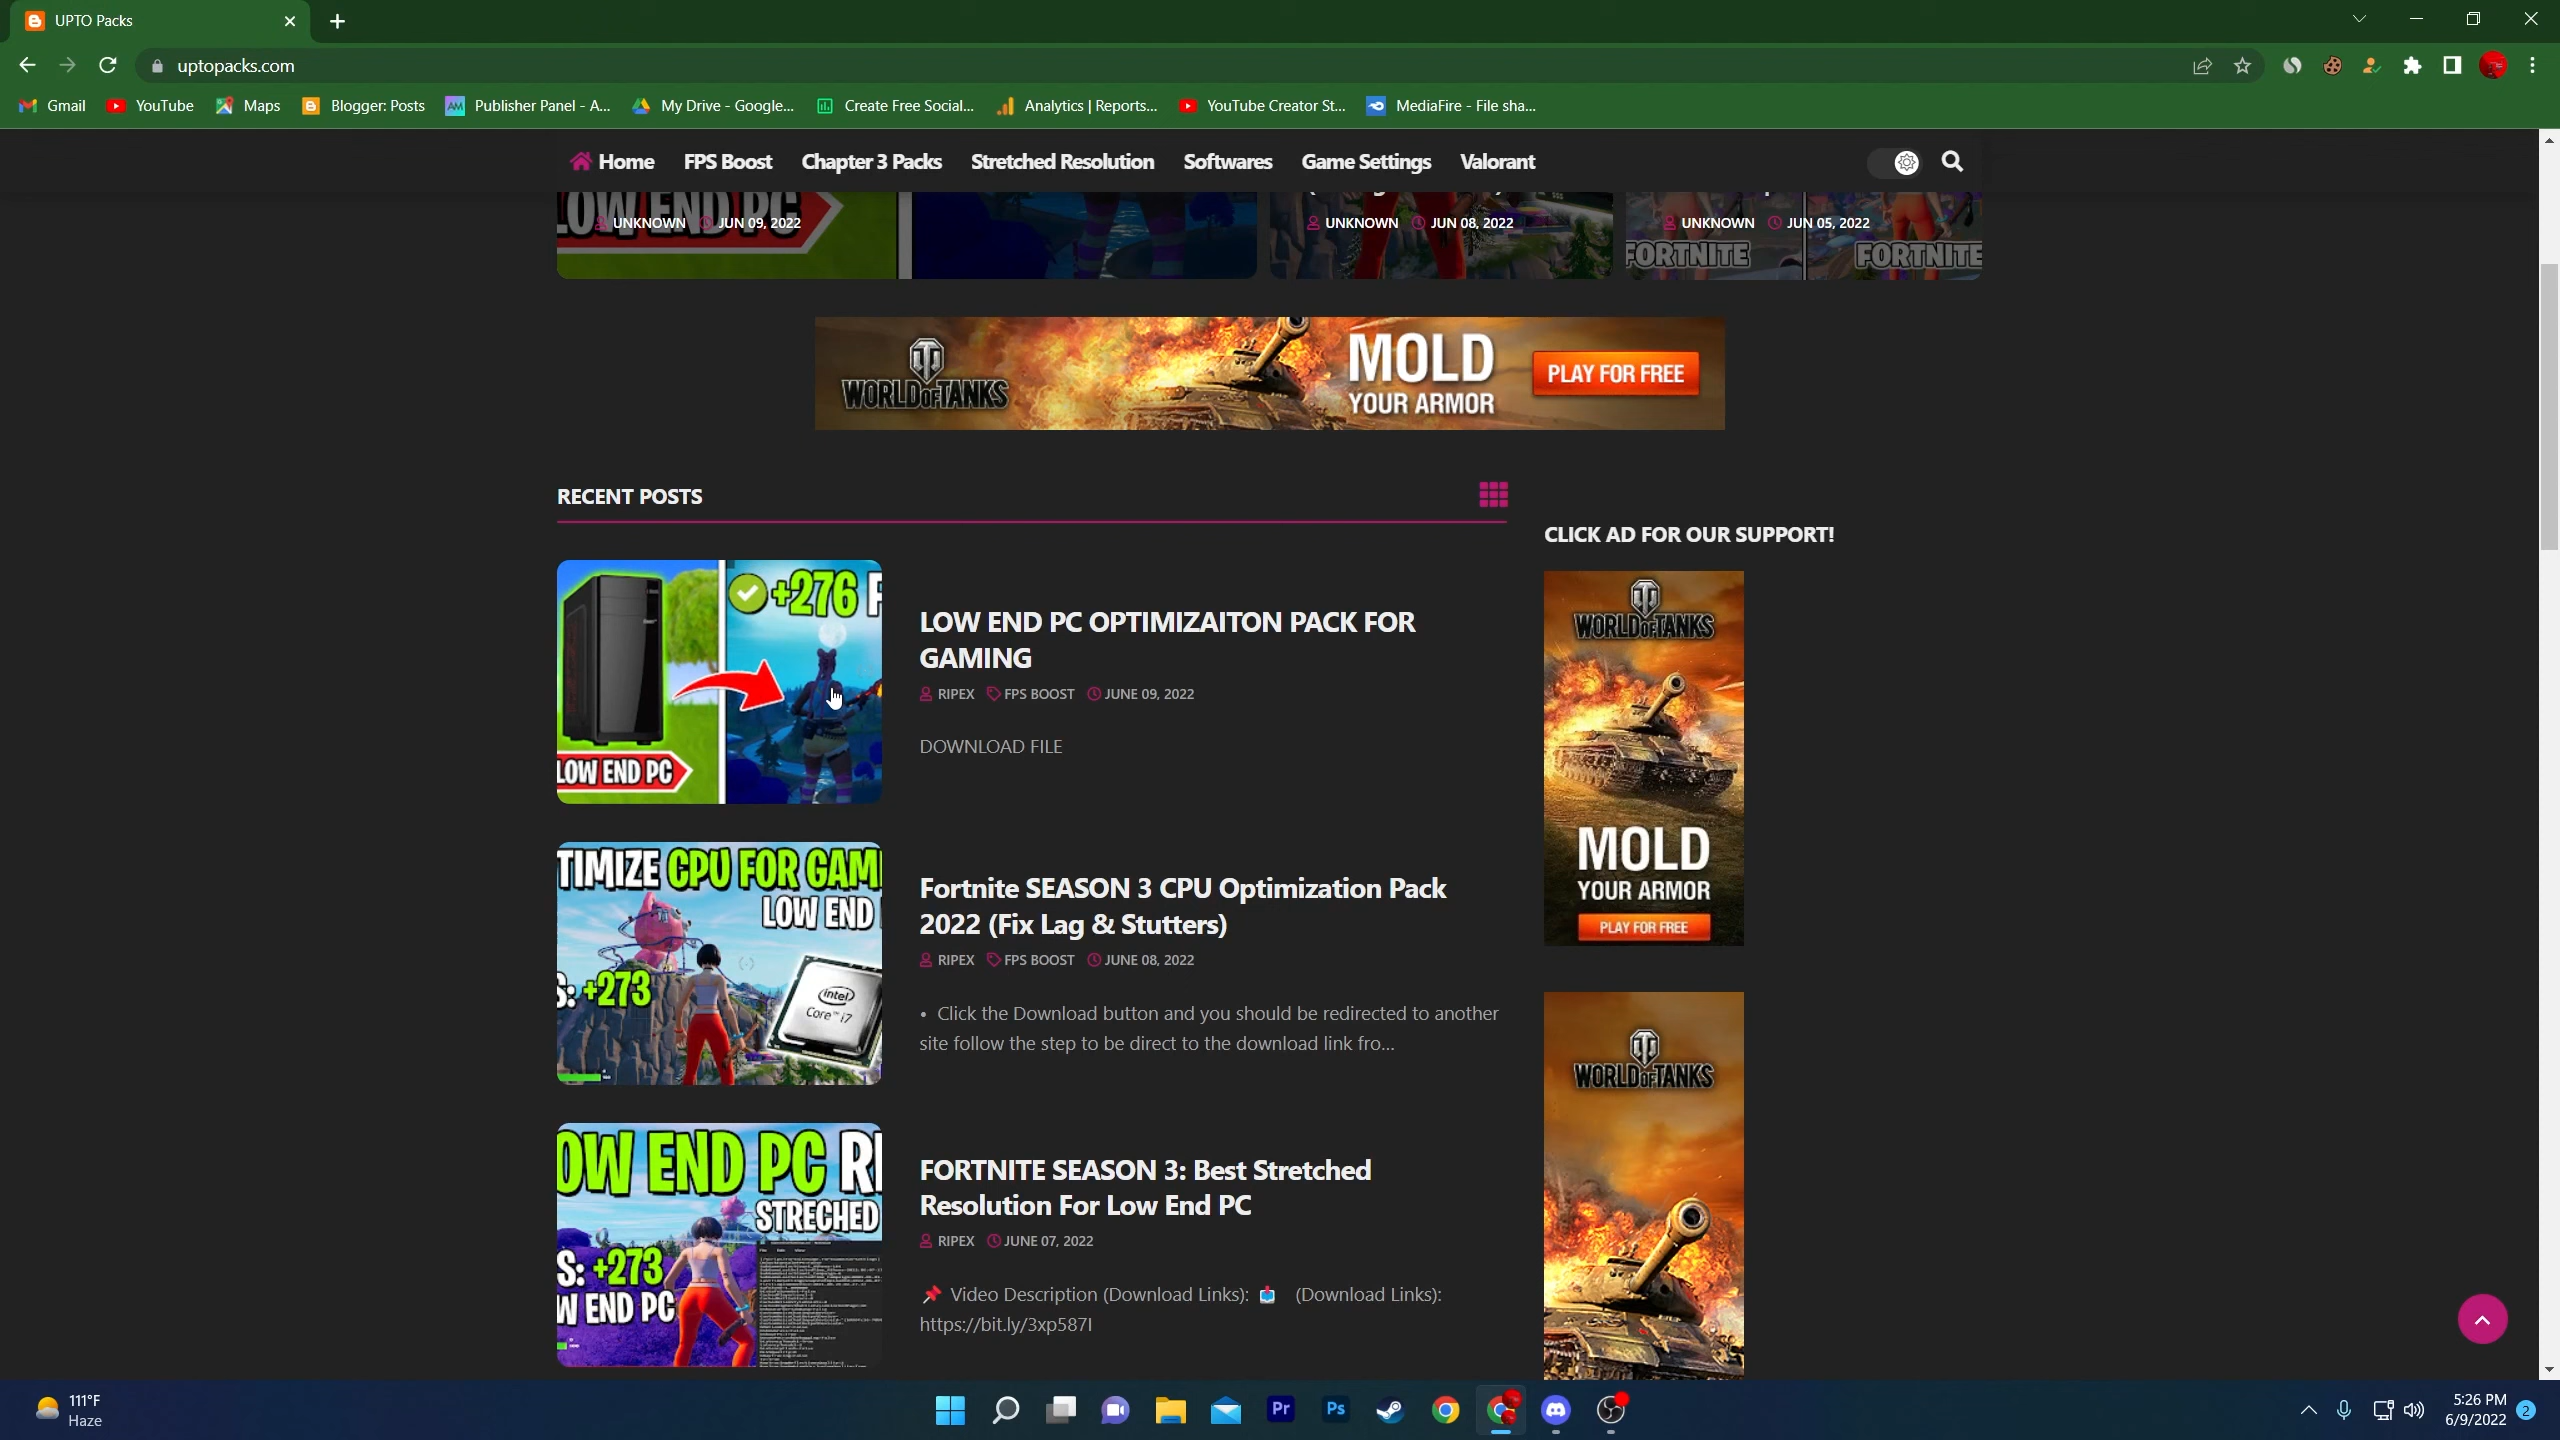 UPTO Packs
uptopacks.com
Gmail YouTube Maps Blogger: Posts Publisher Panel - A... My Drive - Google... Create Free Social... Analytics | Reports... YouTube Creator St... MediaFire - File sha...
Home FPS Boost Chapter 3 Packs Stretched Resolution Softwares Game Settings Valorant
LOW END PC
UNKNOWN JUN 09, 2022
UNKNOWN JUN 08, 2022
UNKNOWN JUN 05, 2022
FORTNITE FORTNITE
WORLD OF TANKS
MOLD
YOUR ARMOR
PLAY FOR FREE
RECENT POSTS
CLICK AD FOR OUR SUPPORT!
+276 F
LOW END PC
LOW END PC OPTIMIZAITON PACK FOR
GAMING
RIPEX FPS BOOST JUNE 09, 2022
DOWNLOAD FILE
WORLD OF TANKS
MOLD
YOUR ARMOR
PLAY FOR FREE
TIMIZE CPU FOR GAMI
LOW END
S: +273
intel
Core i7
Fortnite SEASON 3 CPU Optimization Pack
2022 (Fix Lag & Stutters)
RIPEX FPS BOOST JUNE 08, 2022
• Click the Download button and you should be redirected to another
site follow the step to be direct to the download link fro...
WORLD OF TANKS
OW END PC RI
STRECHED
S: +273
W END PC
FORTNITE SEASON 3: Best Stretched
Resolution For Low End PC
RIPEX JUNE 07, 2022
📌 Video Description (Download Links): 📩 (Download Links):
https://bit.ly/3xp587I
111°F
Haze
Pr Ps
5:26 PM
6/9/2022
2